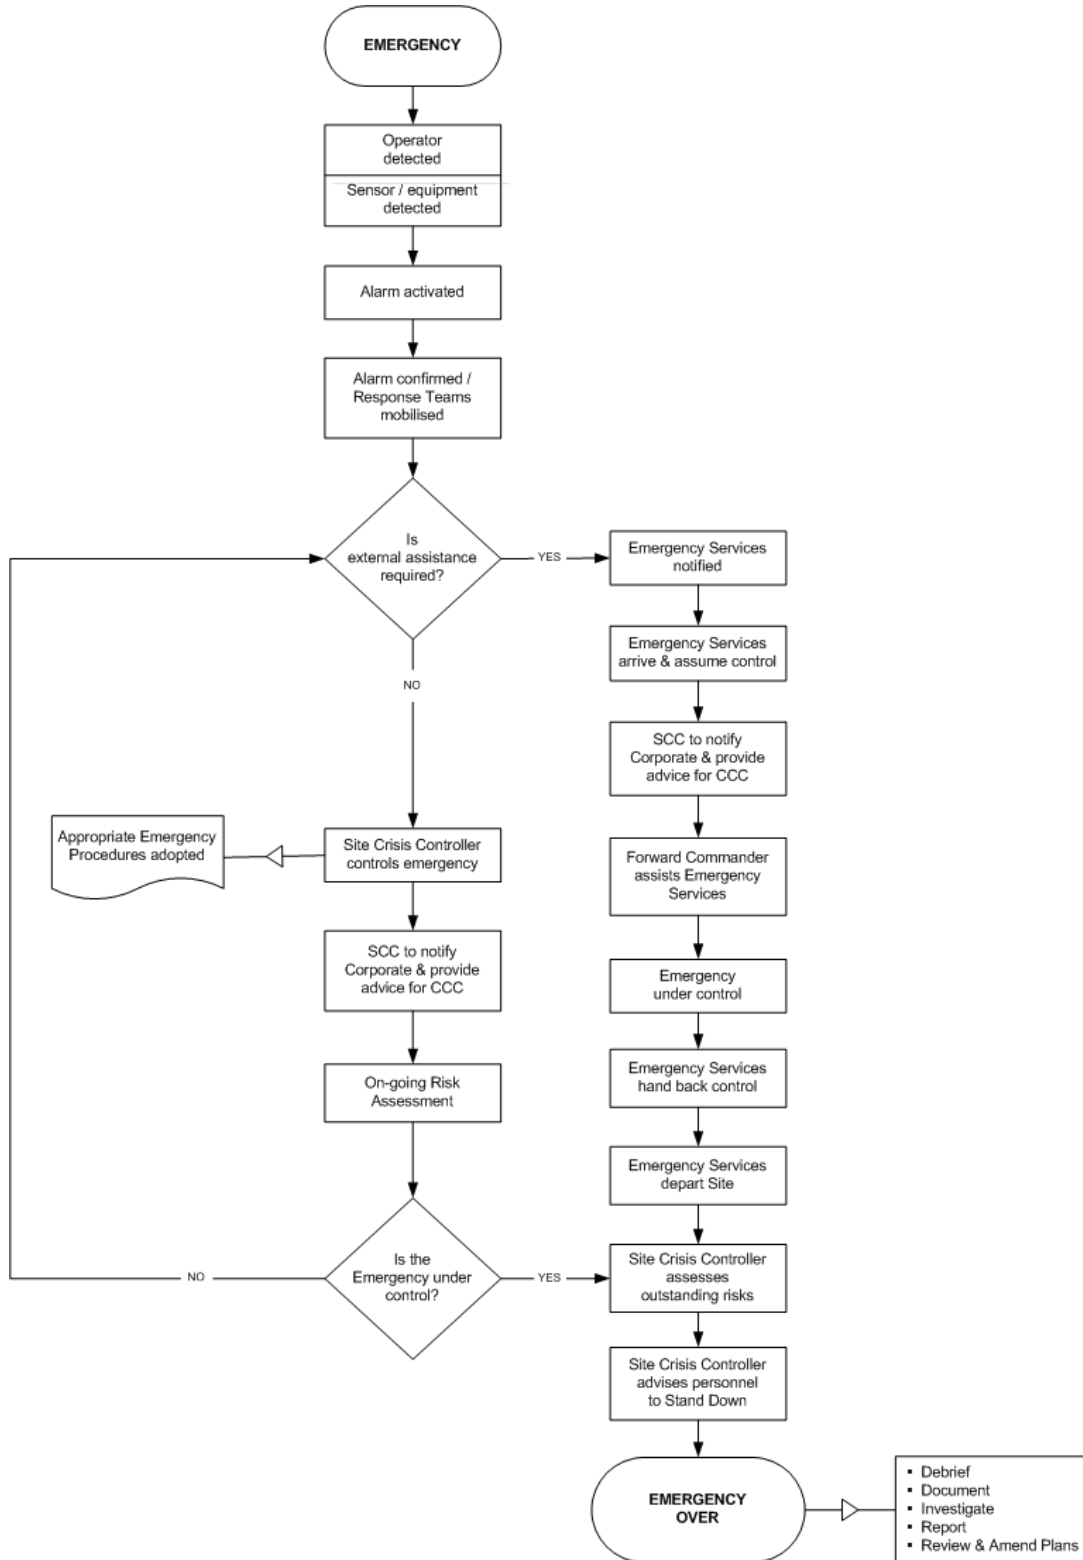 EMERGENCY
Operator
detected
Sensor / equipment
detected
Alarm activated
Alarm confirmed /
Response Teams
mobilised
Is
external assistance
required?
YES
Emergency Services
notified
Emergency Services
arrive & assume control
NO
SCC to notify
Corporate & provide
advice for CCC
Appropriate Emergency
Procedures adopted
Site Crisis Controller
controls emergency
Forward Commander
assists Emergency
Services
SCC to notify
Corporate & provide
advice for CCC
Emergency
under control
On-going Risk
Assessment
Emergency Services
hand back control
Emergency Services
depart Site
NO
Is the
Emergency under
control?
YES
Site Crisis Controller
assesses
outstanding risks
Site Crisis Controller
advises personnel
to Stand Down
EMERGENCY
OVER
▪ Debrief
▪ Document
▪ Investigate
▪ Report
▪ Review & Amend Plans